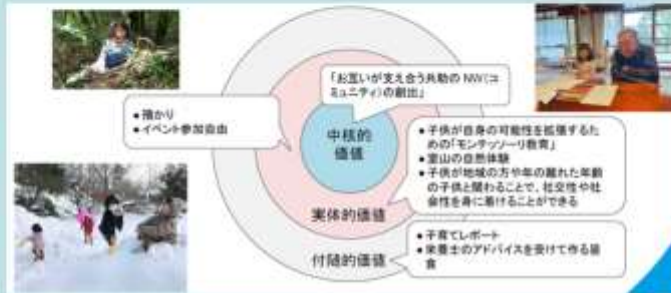 「お互いが支え合う共助の NW(コ
ミュニティ)の創出」
● 預かり
● イベント参加自由
中核的
価値
● 子供が自身の可能性を拡張するた
めの「モンテッソーリ教育」
● 里山の自然体験
● 子供が地域の方や年の離れた年齢
の子供と関わることで、社交性や社
会性を身に着けることができる
実体的価値
● 子育てレポート
● 栄養士のアドバイスを受けて作る昼
食
付随的価値